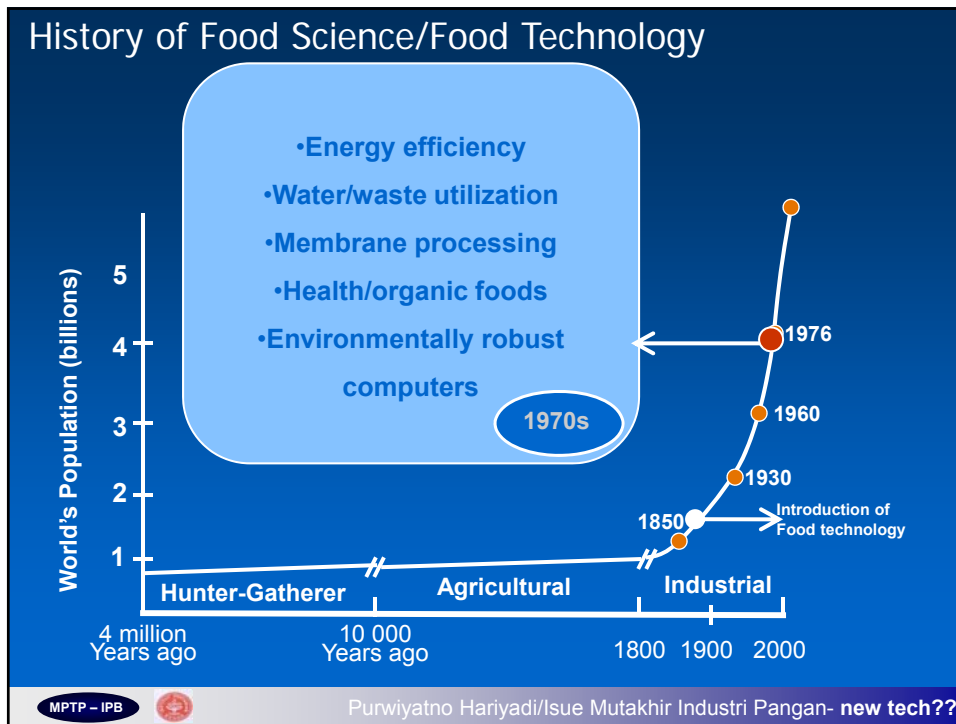 History of Food Science/Food Technology
•Energy efficiency
•Water/waste utilization
•Membrane processing
•Health/organic foods
•Environmentally robust
computers
1970s
World's Population (billions)
5
4
3
2
1
1976
1960
1930
1850
Introduction of
Food technology
Hunter-Gatherer
Agricultural
Industrial
4 million
Years ago
10 000
Years ago
1800
1900
2000
MPTP – IPB
Purwiyatno Hariyadi/Isue Mutakhir Industri Pangan- new tech??